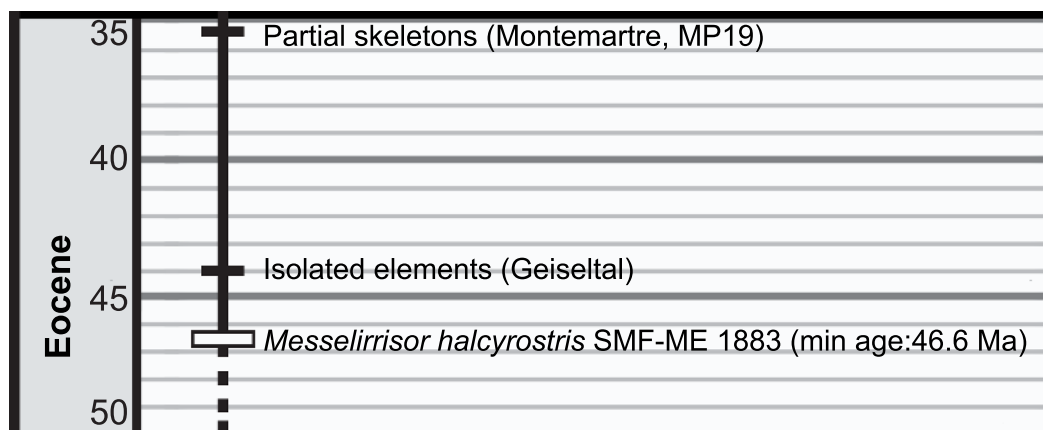 35
Partial skeletons (Montemartre, MP19)
40
Isolated elements (Geiseltal)
45
Eocene
Messelirrisor halcyrostris SMF-ME 1883 (min age:46.6 Ma)
50